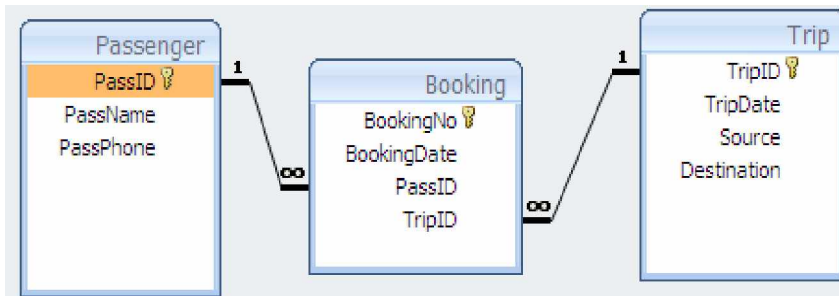 Passenger
PassID
PassName
PassPhone
1
∞
Booking
BookingNo
BookingDate
PassID
TripID
∞
1
Trip
TripID
TripDate
Source
Destination